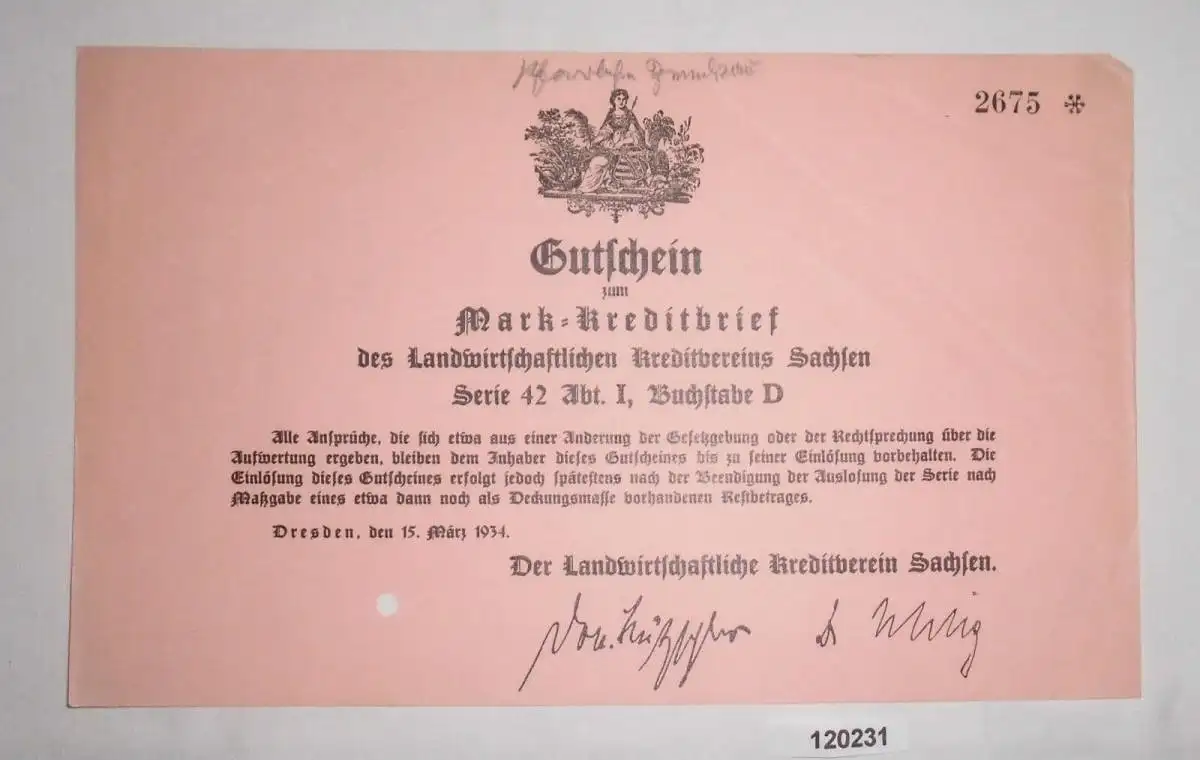 2675 ※
Gutschein
zum
Mark-Kreditbrief
des Landwirtschaftlichen Kreditvereins Sachsen
Serie 42 Abt. I, Buchstabe D
Alle Ansprüche, die sich etwa aus einer Änderung der Gesetzgebung oder der Rechtsprechung über die
Aufwertung ergeben, bleiben dem Inhaber dieses Gutscheines bis zu seiner Einlösung vorbehalten. Die
Einlösung dieses Gutscheines erfolgt jedoch spätestens nach der Beendigung der Auslosung der Serie nach
Maßgabe eines etwa dann noch als Deckungsmasse vorhandenen Restbetrages.
Dresden, den 15. März 1934.
Der Landwirtschaftliche Kreditverein Sachsen.
120231